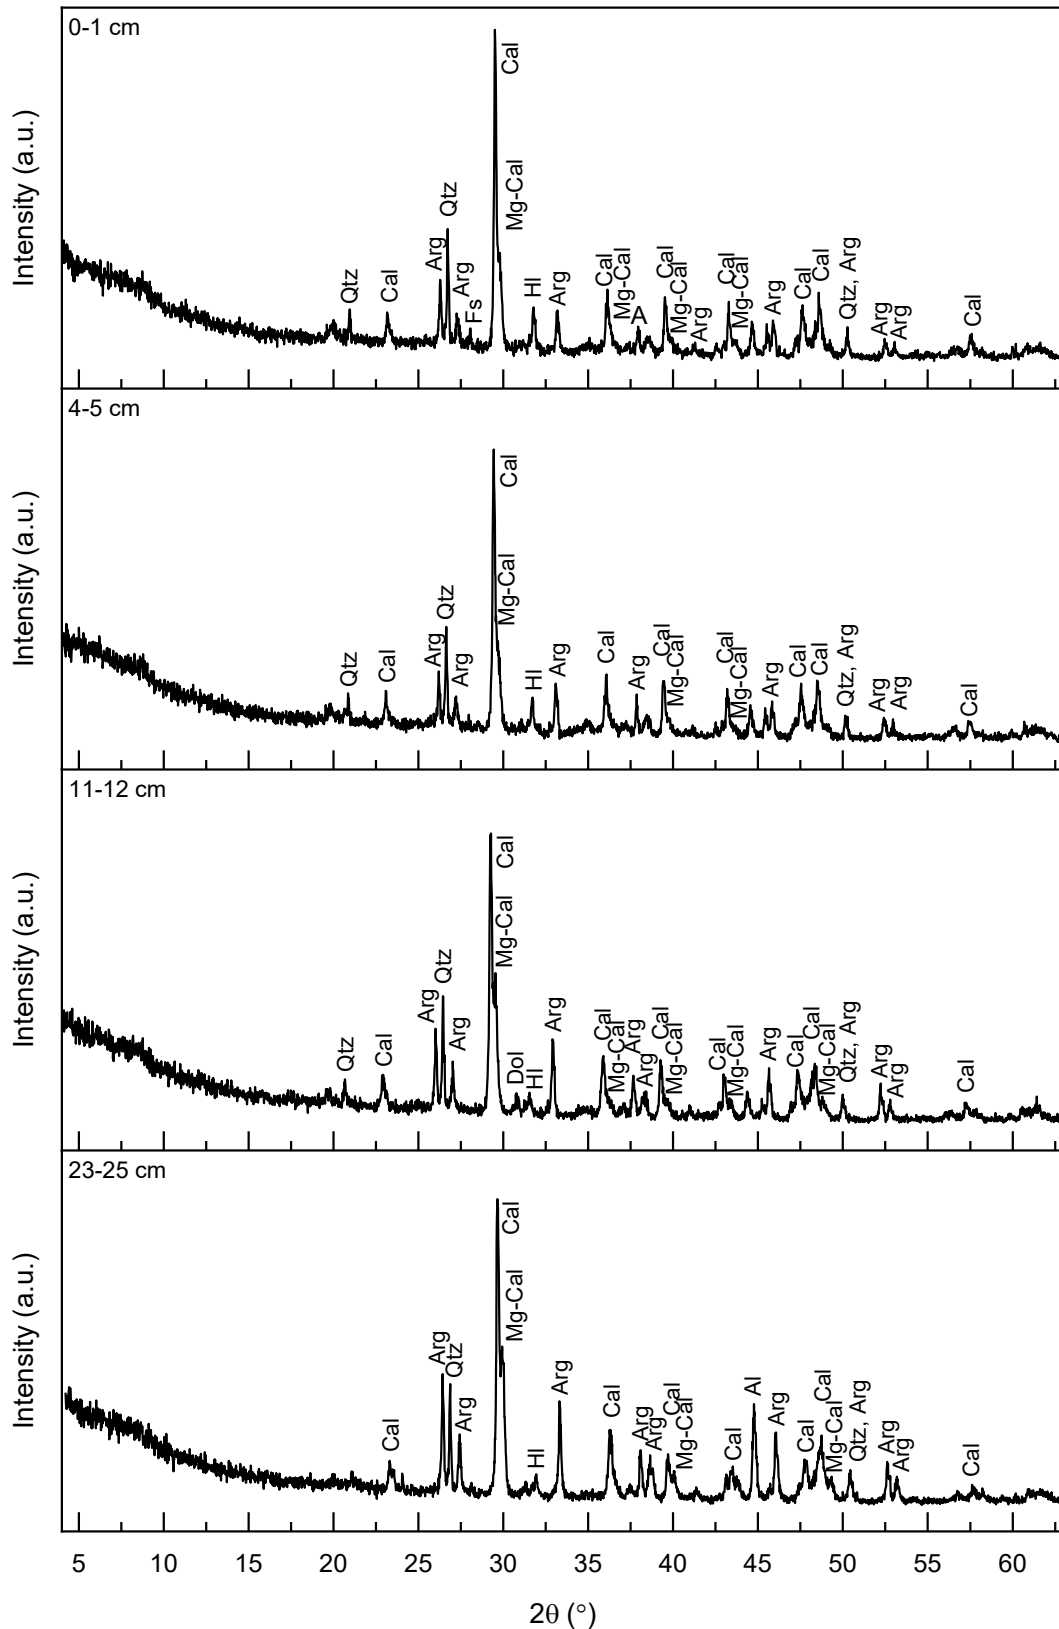 0-1 cm
Intensity (a.u.)
Qtz
Cal
Arg
Qtz
Arg
Fs
Cal
Mg-Cal
Hl
Arg
Cal
Mg-Cal
A
Cal
Mg-Cal
Arg
Cal
Mg-Cal
Arg
Cal
Cal
Qtz, Arg
Arg
Arg
Cal
4-5 cm
Intensity (a.u.)
Qtz
Cal
Arg
Qtz
Arg
Cal
Mg-Cal
Hl
Arg
Cal
Arg
Cal
Mg-Cal
Cal
Mg-Cal
Arg
Cal
Cal
Qtz, Arg
Arg
Arg
Cal
11-12 cm
Intensity (a.u.)
Qtz
Cal
Arg
Qtz
Arg
Cal
Mg-Cal
Dol
Hl
Arg
Cal
Mg-Cal
Arg
Arg
Cal
Mg-Cal
Cal
Mg-Cal
Arg
Cal
Cal
Mg-Cal
Qtz, Arg
Arg
Arg
Cal
23-25 cm
Intensity (a.u.)
Cal
Arg
Qtz
Arg
Cal
Mg-Cal
Hl
Arg
Cal
Arg
Arg
Cal
Mg-Cal
Cal
Al
Arg
Cal
Cal
Mg-Cal
Qtz, Arg
Arg
Arg
Cal
5 10 15 20 25 30 35 40 45 50 55 60
2θ (°)